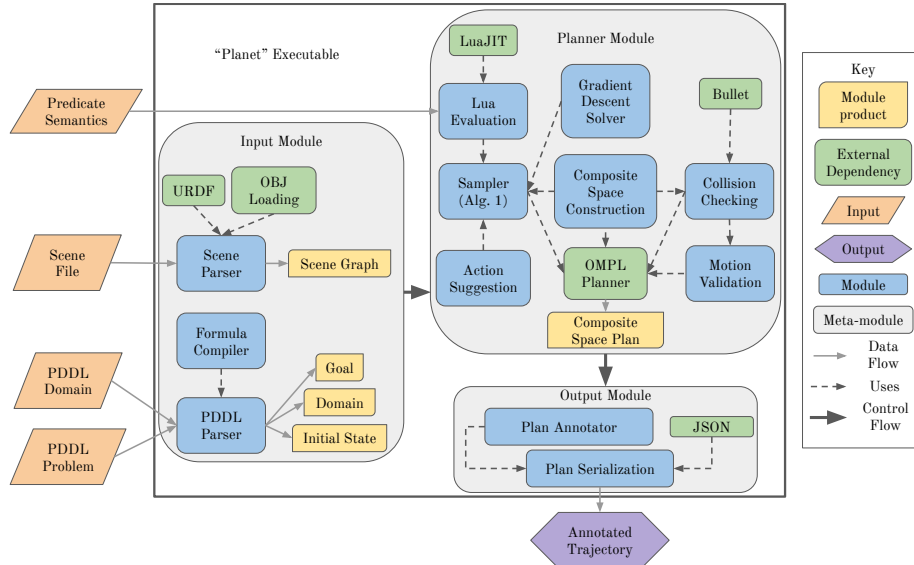 “Planet” Executable
Predicate
Semantics
Scene
File
PDDL
Domain
PDDL
Problem
Input Module
URDF
OBJ
Loading
Scene
Parser
Scene Graph
Formula
Compiler
PDDL
Parser
Goal
Domain
Initial State
Planner Module
LuaJIT
Lua
Evaluation
Gradient
Descent
Solver
Bullet
Sampler
(Alg. 1)
Composite
Space
Construction
Collision
Checking
Action
Suggestion
OMPL
Planner
Motion
Validation
Composite
Space Plan
Output Module
Plan Annotator
JSON
Plan Serialization
Annotated
Trajectory
Key
Module
product
External
Dependency
Input
Output
Module
Meta-module
Data
Flow
Uses
Control
Flow